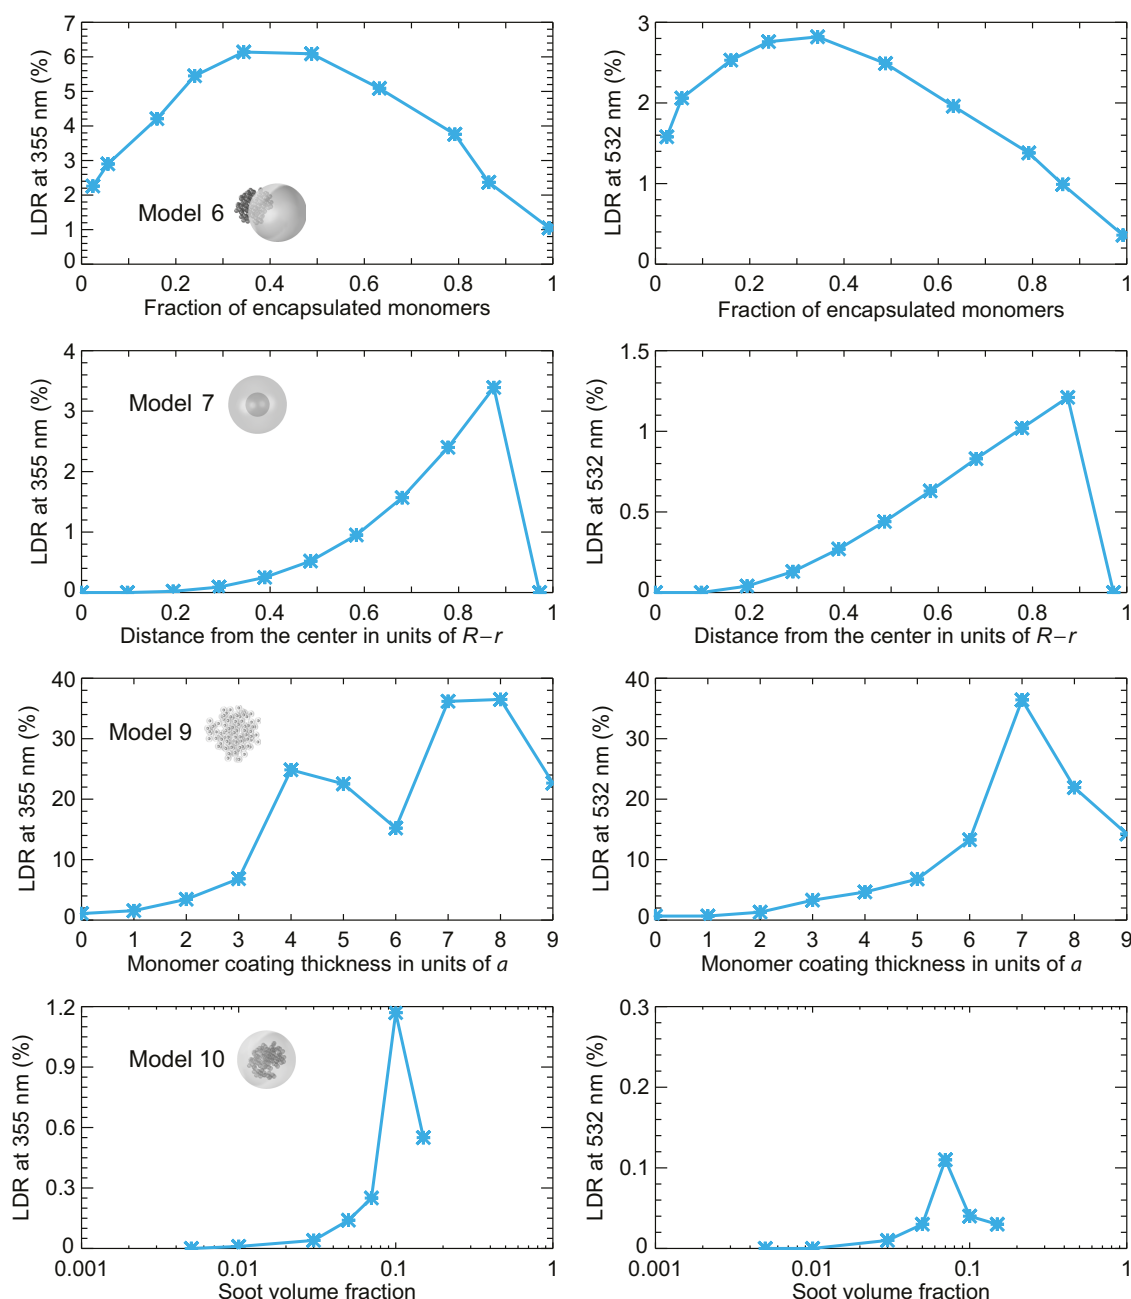 LDR at 355 nm (%)
7
6
5
4
3
2
1
0
Model 6
0 0.2 0.4 0.6 0.8 1
Fraction of encapsulated monomers
LDR at 532 nm (%)
3
2
1
0
0 0.2 0.4 0.6 0.8 1
Fraction of encapsulated monomers
LDR at 355 nm (%)
4
3
2
1
0
Model 7
0 0.2 0.4 0.6 0.8 1
Distance from the center in units of R−r
LDR at 532 nm (%)
1.5
1
0.5
0
0 0.2 0.4 0.6 0.8 1
Distance from the center in units of R−r
LDR at 355 nm (%)
40
30
20
10
0
Model 9
0 1 2 3 4 5 6 7 8 9
Monomer coating thickness in units of a
LDR at 532 nm (%)
40
30
20
10
0
0 1 2 3 4 5 6 7 8 9
Monomer coating thickness in units of a
LDR at 355 nm (%)
1.2
0.9
0.6
0.3
0
Model 10
0.001 0.01 0.1 1
Soot volume fraction
LDR at 532 nm (%)
0.3
0.2
0.1
0
0.001 0.01 0.1 1
Soot volume fraction